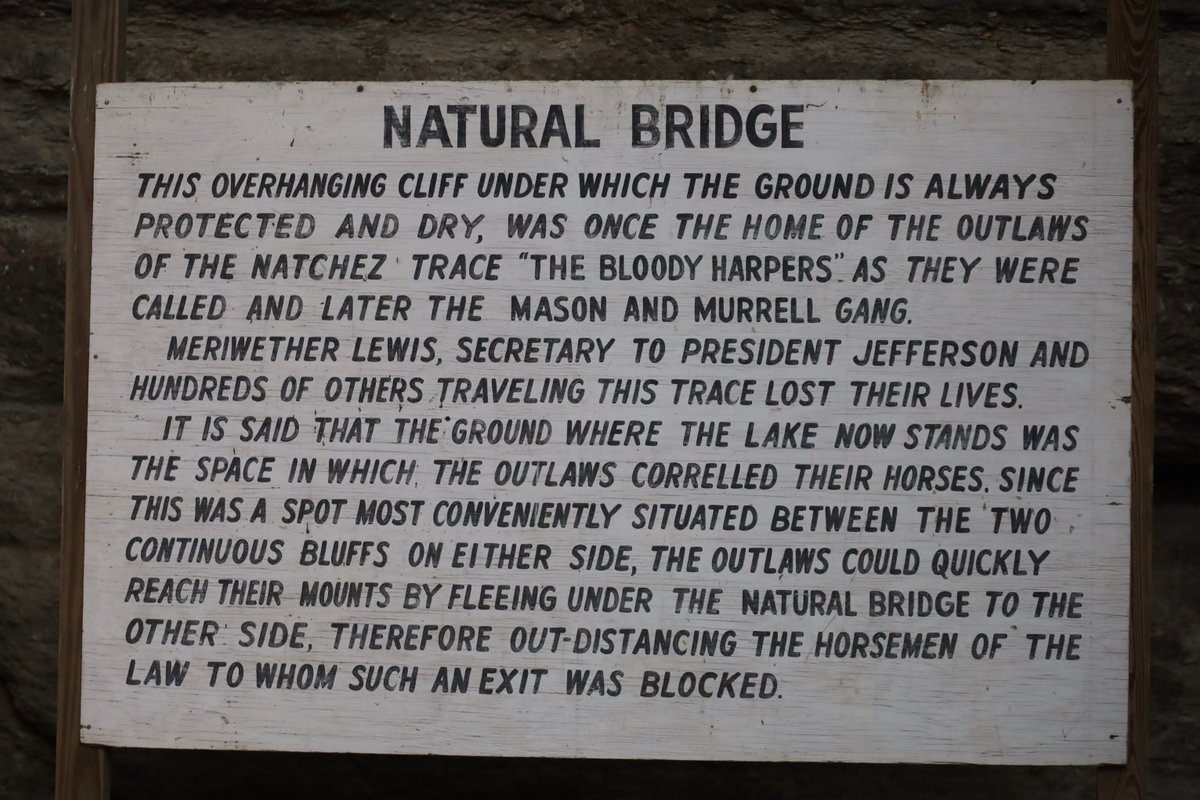 NATURAL BRIDGE
THIS OVERHANGING CLIFF UNDER WHICH THE GROUND IS ALWAYS
PROTECTED AND DRY, WAS ONCE THE HOME OF THE OUTLAWS
OF THE NATCHEZ TRACE "THE BLOODY HARPERS" AS THEY WERE
CALLED AND LATER THE MASON AND MURRELL GANG.
MERIWETHER LEWIS, SECRETARY TO PRESIDENT JEFFERSON AND
HUNDREDS OF OTHERS TRAVELING THIS TRACE LOST THEIR LIVES.
IT IS SAID THAT THE GROUND WHERE THE LAKE NOW STANDS WAS
THE SPACE IN WHICH THE OUTLAWS CORRELLED THEIR HORSES. SINCE
THIS WAS A SPOT MOST CONVENIENTLY SITUATED BETWEEN THE TWO
CONTINUOUS BLUFFS ON EITHER SIDE, THE OUTLAWS COULD QUICKLY
REACH THEIR MOUNTS BY FLEEING UNDER THE NATURAL BRIDGE TO THE
OTHER SIDE, THEREFORE OUT-DISTANCING THE HORSEMEN OF THE
LAW TO WHOM SUCH AN EXIT WAS BLOCKED.